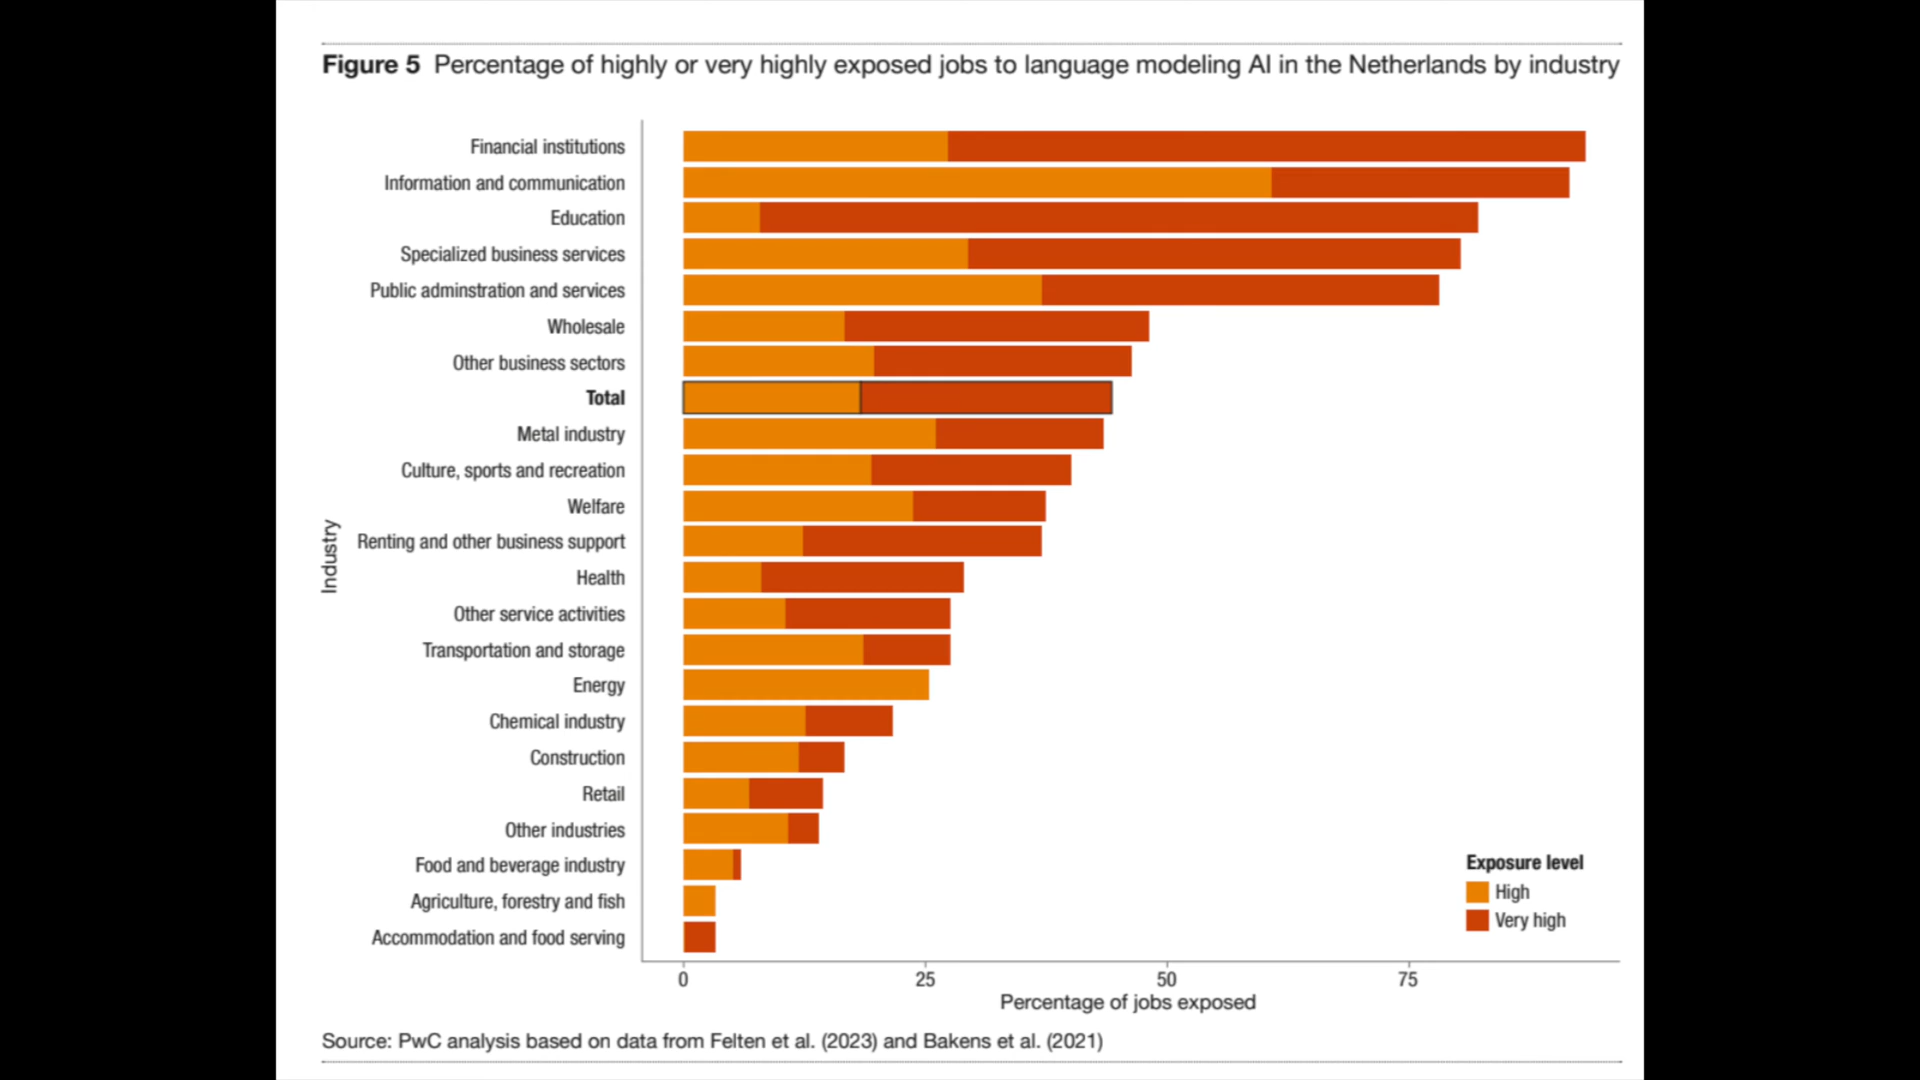 Figure 5 Percentage of highly or very highly exposed jobs to language modeling AI in the Netherlands by industry
Financial institutions
Information and communication
Education
Specialized business services
Public adminstration and services
Wholesale
Other business sectors
Total
Metal industry
Culture, sports and recreation
Welfare
Renting and other business support
Health
Other service activities
Transportation and storage
Energy
Chemical industry
Construction
Retail
Other industries
Food and beverage industry
Agriculture, forestry and fish
Accommodation and food serving
Industry
Exposure level
High
Very high
0 25 50 75
Percentage of jobs exposed
Source: PwC analysis based on data from Felten et al. (2023) and Bakens et al. (2021)